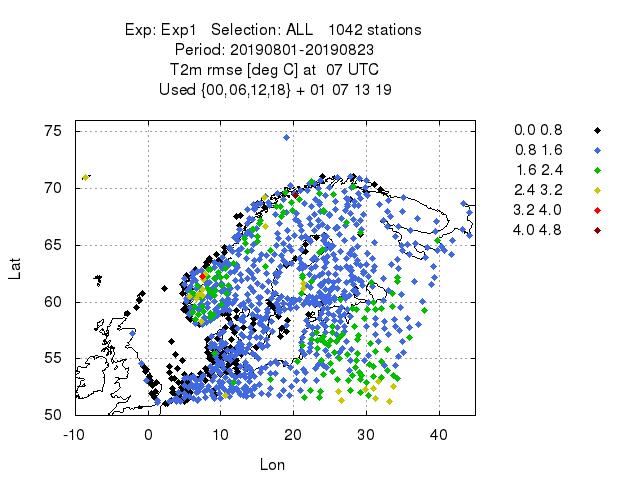 Exp: Exp1   Selection: ALL   1042 stations
Period: 20190801-20190823
T2m rmse [deg C] at  07 UTC
Used {00,06,12,18} + 01 07 13 19
0.0 0.8
0.8 1.6
1.6 2.4
2.4 3.2
3.2 4.0
4.0 4.8
75
70
65
60
55
50
Lat
-10 0 10 20 30 40
Lon